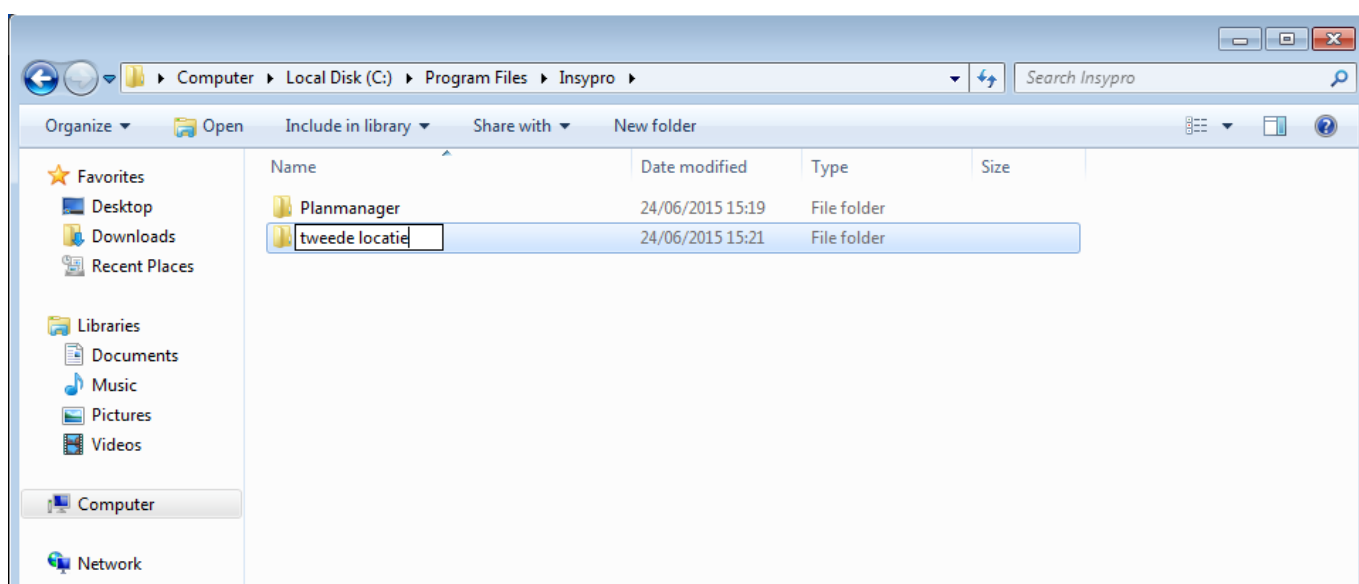 Computer Local Disk (C:) Program Files Insypro Search Insypro
Organize Open Include in library Share with New folder
Name Date modified Type Size
Planmanager 24/06/2015 15:19 File folder
tweede locatie 24/06/2015 15:21 File folder
Favorites
Desktop
Downloads
Recent Places
Libraries
Documents
Music
Pictures
Videos
Computer
Network